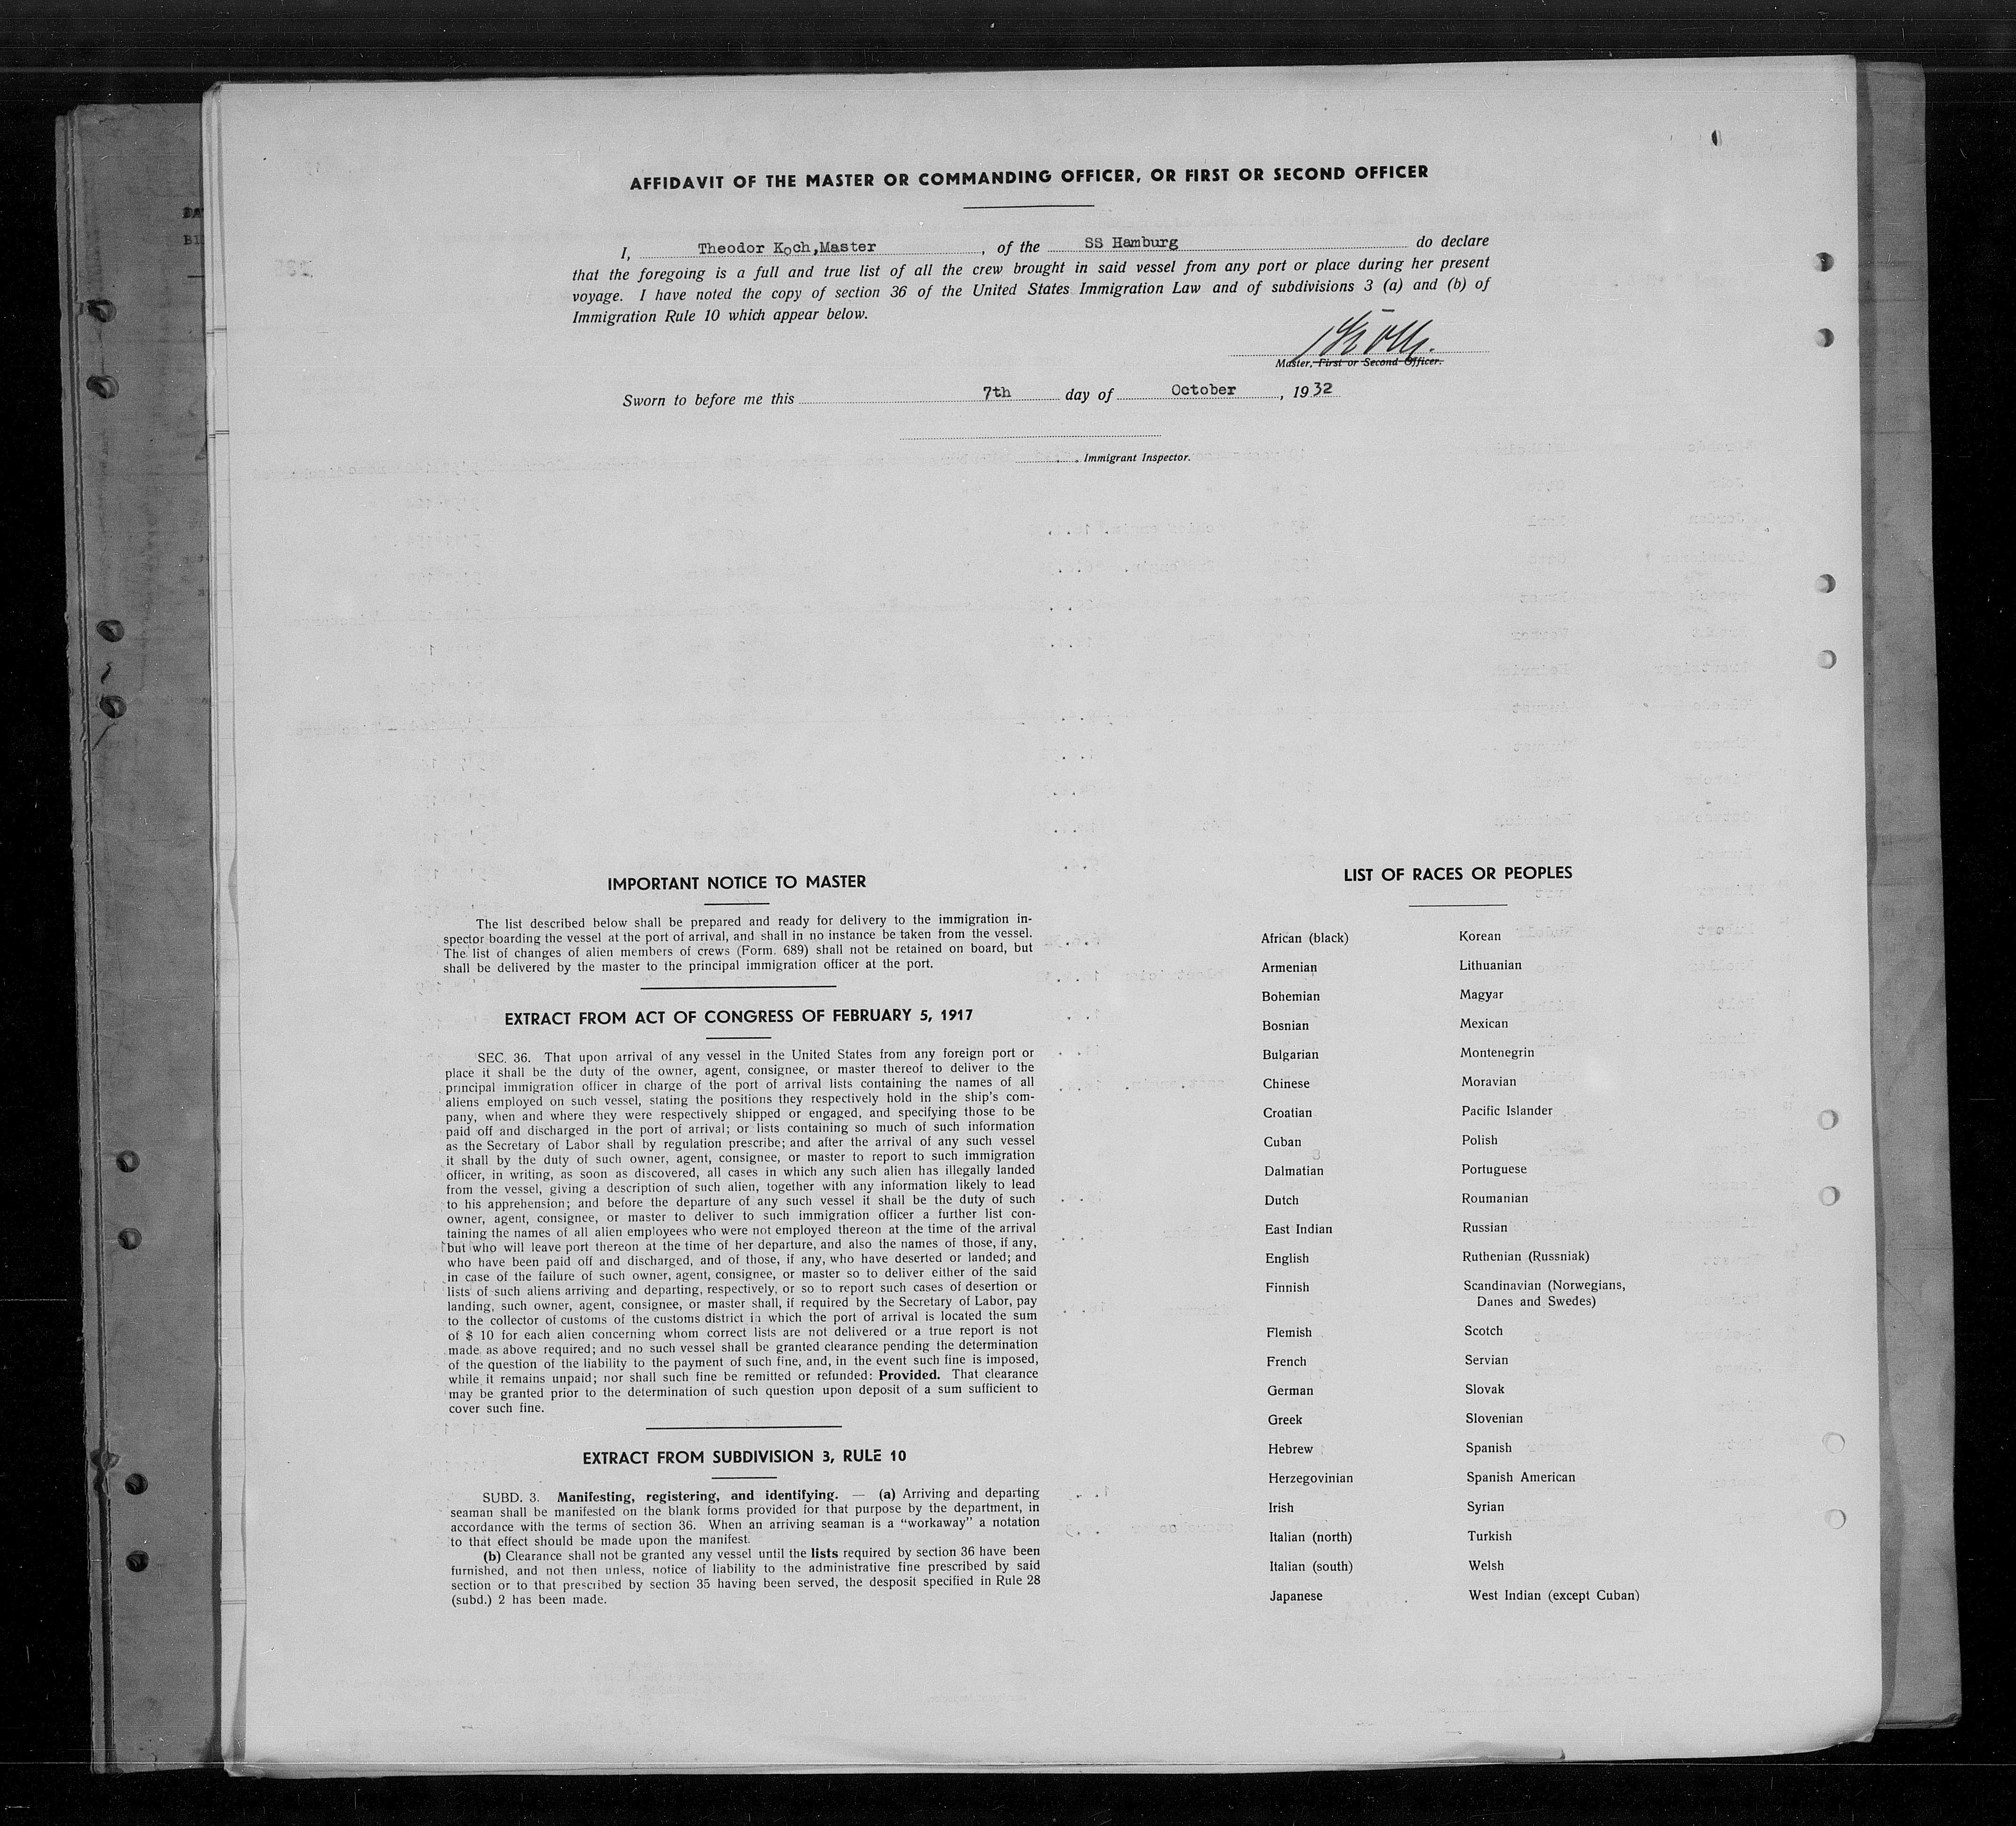 AFFIDAVIT OF THE MASTER OR COMMANDING OFFICER, OR FIRST OR SECOND OFFICER
I, Theodor Koch,Master, of the SS Hamburg do declare
that the foregoing is a full and true list of all the crew brought in said vessel from any port or place during her present
voyage. I have noted the copy of section 36 of the United States Immigration Law and of subdivisions 3 (a) and (b) of
Immigration Rule 10 which appear below.
Master, First or Second Officer.
Sworn to before me this 7th day of October, 1932
Immigrant Inspector.
IMPORTANT NOTICE TO MASTER
The list described below shall be prepared and ready for delivery to the immigration in-
spector boarding the vessel at the port of arrival, and shall in no instance be taken from the vessel.
The list of changes of alien members of crews (Form. 689) shall not be retained on board, but
shall be delivered by the master to the principal immigration officer at the port.
EXTRACT FROM ACT OF CONGRESS OF FEBRUARY 5, 1917
SEC. 36. That upon arrival of any vessel in the United States from any foreign port or
place it shall be the duty of the owner, agent, consignee, or master thereof to deliver to the
principal immigration officer in charge of the port of arrival lists containing the names of all
aliens employed on such vessel, stating the positions they respectively hold in the ship's com-
pany, when and where they were respectively shipped or engaged, and specifying those to be
paid off and discharged in the port of arrival; or lists containing so much of such information
as the Secretary of Labor shall by regulation prescribe; and after the arrival of any such vessel
it shall by the duty of such owner, agent, consignee, or master to report to such immigration
officer, in writing, as soon as discovered, all cases in which any such alien has illegally landed
from the vessel, giving a description of such alien, together with any information likely to lead
to his apprehension; and before the departure of any such vessel it shall be the duty of such
owner, agent, consignee, or master to deliver to such immigration officer a further list con-
taining the names of all alien employees who were not employed thereon at the time of the arrival
but who will leave port thereon at the time of her departure, and also the names of those, if any,
who have been paid off and discharged, and of those, if any, who have deserted or landed; and
in case of the failure of such owner, agent, consignee, or master so to deliver either of the said
lists of such aliens arriving and departing, respectively, or so to report such cases of desertion or
landing, such owner, agent, consignee, or master shall, if required by the Secretary of Labor, pay
to the collector of customs of the customs district in which the port of arrival is located the sum
of $ 10 for each alien concerning whom correct lists are not delivered or a true report is not
made as above required; and no such vessel shall be granted clearance pending the determination
of the question of the liability to the payment of such fine, and, in the event such fine is imposed,
while it remains unpaid; nor shall such fine be remitted or refunded: Provided. That clearance
may be granted prior to the determination of such question upon deposit of a sum sufficient to
cover such fine.
EXTRACT FROM SUBDIVISION 3, RULE 10
SUBD. 3. Manifesting, registering, and identifying. — (a) Arriving and departing
seaman shall be manifested on the blank forms provided for that purpose by the department, in
accordance with the terms of section 36. When an arriving seaman is a “workaway” a notation
to that effect should be made upon the manifest.
(b) Clearance shall not be granted any vessel until the lists required by section 36 have been
furnished, and not then unless, notice of liability to the administrative fine prescribed by said
section or to that prescribed by section 35 having been served, the desposit specified in Rule 28
(subd.) 2 has been made.
LIST OF RACES OR PEOPLES
African (black)
Armenian
Bohemian
Bosnian
Bulgarian
Chinese
Croatian
Cuban
Dalmatian
Dutch
East Indian
English
Finnish
Flemish
French
German
Greek
Hebrew
Herzegovinian
Irish
Italian (north)
Italian (south)
Japanese
Korean
Lithuanian
Magyar
Mexican
Montenegrin
Moravian
Pacific Islander
Polish
Portuguese
Roumanian
Russian
Ruthenian (Russniak)
Scandinavian (Norwegians,
Danes and Swedes)
Scotch
Servian
Slovak
Slovenian
Spanish
Spanish American
Syrian
Turkish
Welsh
West Indian (except Cuban)